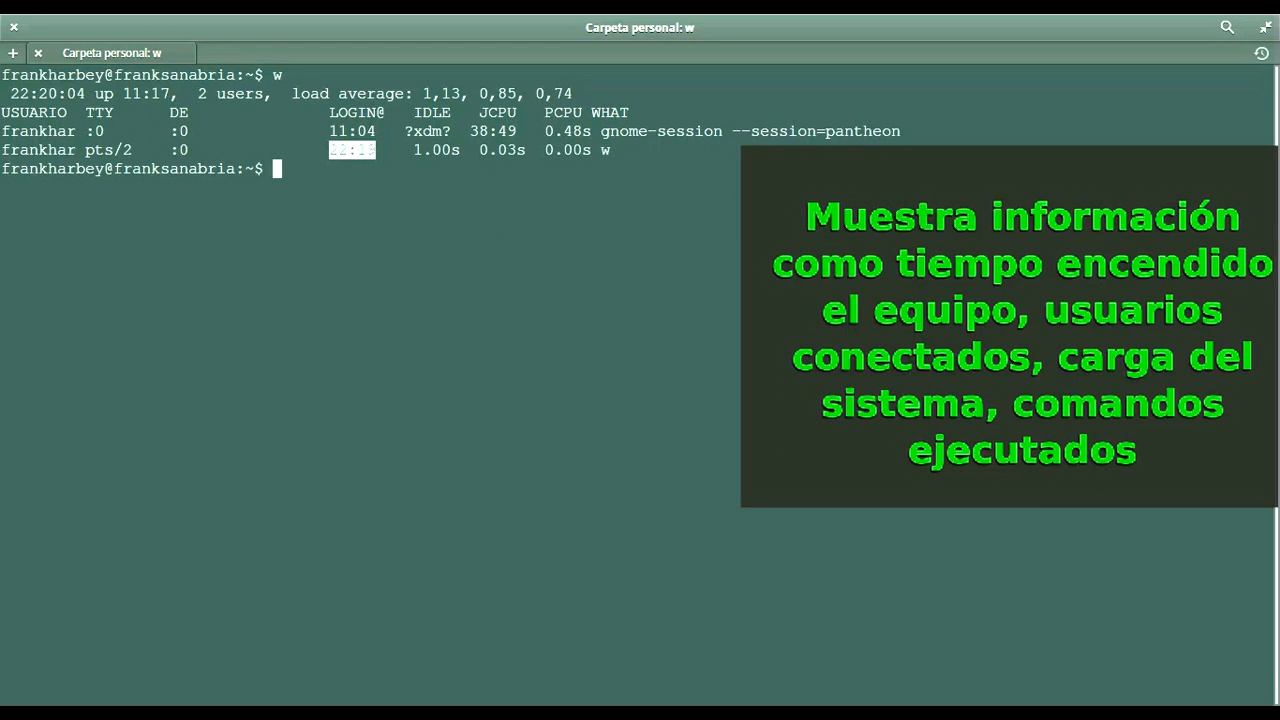 Carpeta personal: w
Carpeta personal: w
frankharbey@franksanabria:~$ w
22:20:04 up 11:17, 2 users, load average: 1,13, 0,85, 0,74
USUARIO TTY DE LOGIN@ IDLE JCPU PCPU WHAT
frankhar :0 :0 11:04 ?xdm? 38:49 0.48s gnome-session --session=pantheon
frankhar pts/2 :0 1.00s 0.03s 0.00s w
frankharbey@franksanabria:~$
Muestra información
como tiempo encendido
el equipo, usuarios
conectados, carga del
sistema, comandos
ejecutados